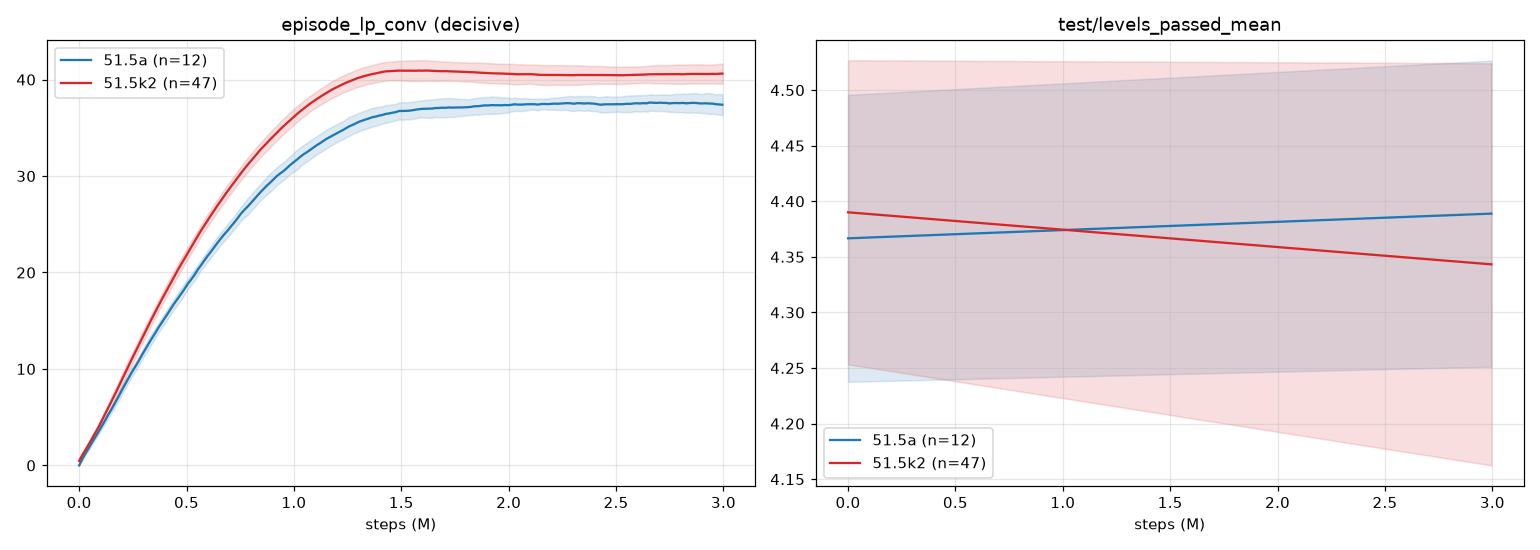 episode_lp_conv (decisive)
51.5a (n=12)
51.5k2 (n=47)
40
30
20
10
0
0.0 0.5 1.0 1.5 2.0 2.5 3.0
steps (M)
test/levels_passed_mean
4.50
4.45
4.40
4.35
4.30
4.25
4.20
4.15
51.5a (n=12)
51.5k2 (n=47)
0.0 0.5 1.0 1.5 2.0 2.5 3.0
steps (M)